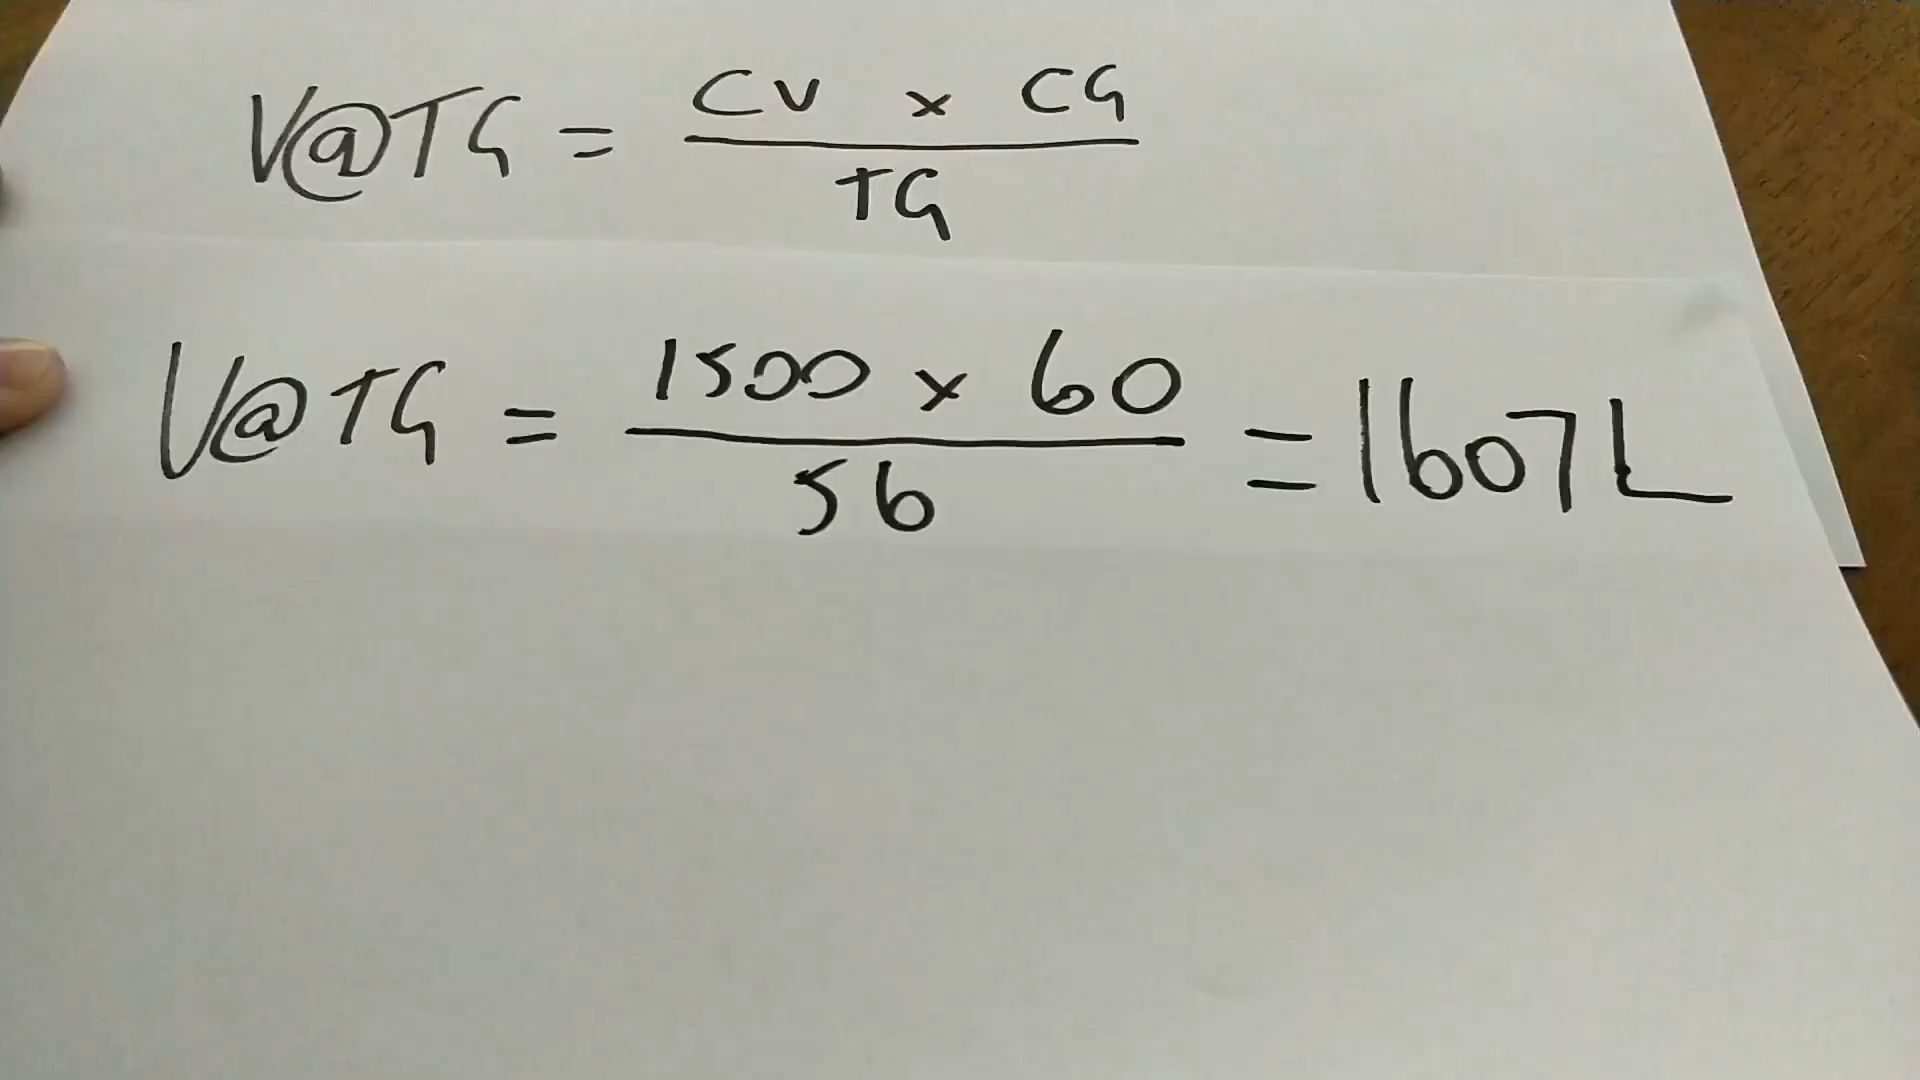 V@TG = CV x CG / TG
V@TG = 1500 x 60 / 56 = 1607L